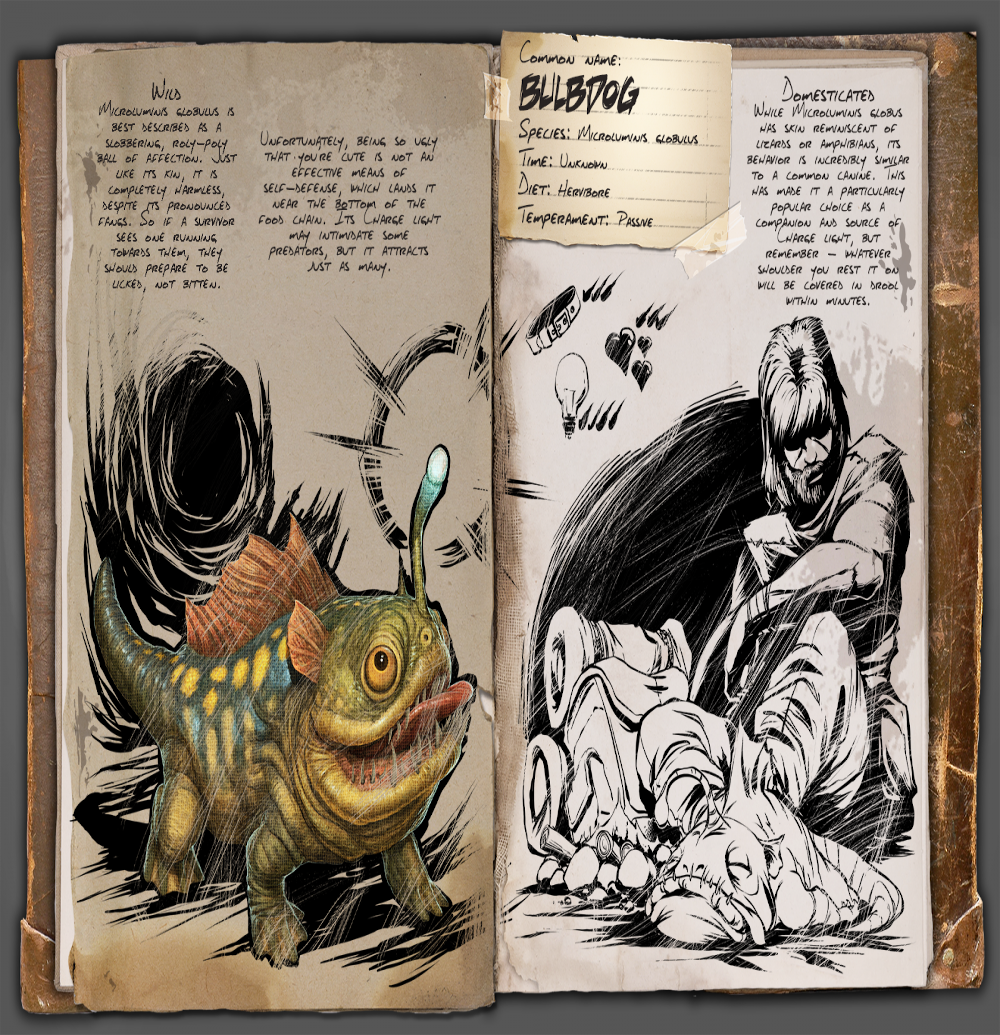 Wild
Microluminis globulus is
best described as a
slobbering, roly-poly
ball of affection. Just
like its kin, it is
completely harmless,
despite its pronounced
fangs. So if a survivor
sees one running
towards them, they
should prepare to be
licked, not bitten.
Unfortunately, being so ugly
that you're cute is not an
effective means of
self-defense, which lands it
near the bottom of the
food chain. Its Charge light
may intimidate some
predators, but it attracts
just as many.
Common name:
BULBDOG
Species: Microluminis globulus
Time: Unknown
Diet: Hervibore
Temperament: Passive
Domesticated
While Microluminis globus
has skin reminiscent of
lizards or amphibians, its
behavior is incredibly similar
to a common canine. This
has made it a particularly
popular choice as a
companion and source of
Charge light, but
remember – whatever
shoulder you rest it on
will be covered in drool
within minutes.